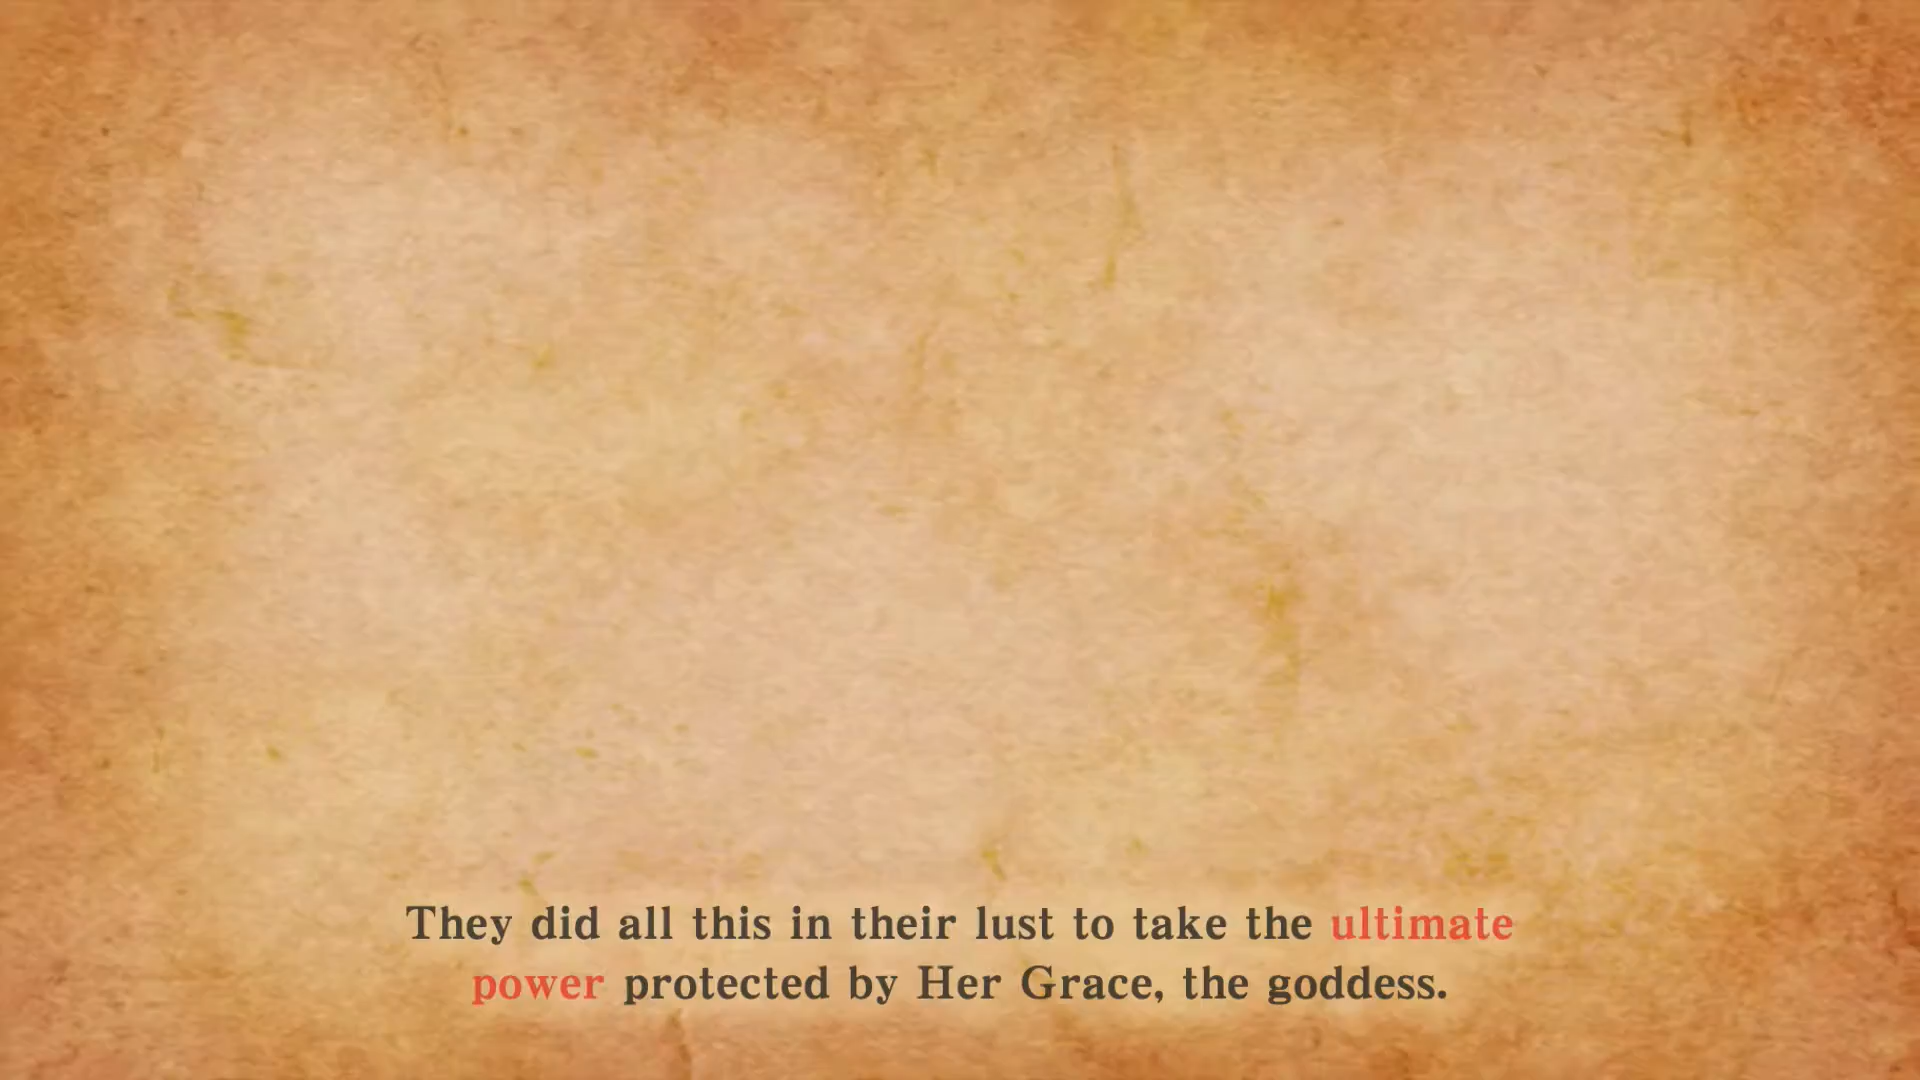 They did all this in their lust to take the ultimate
power protected by Her Grace, the goddess.